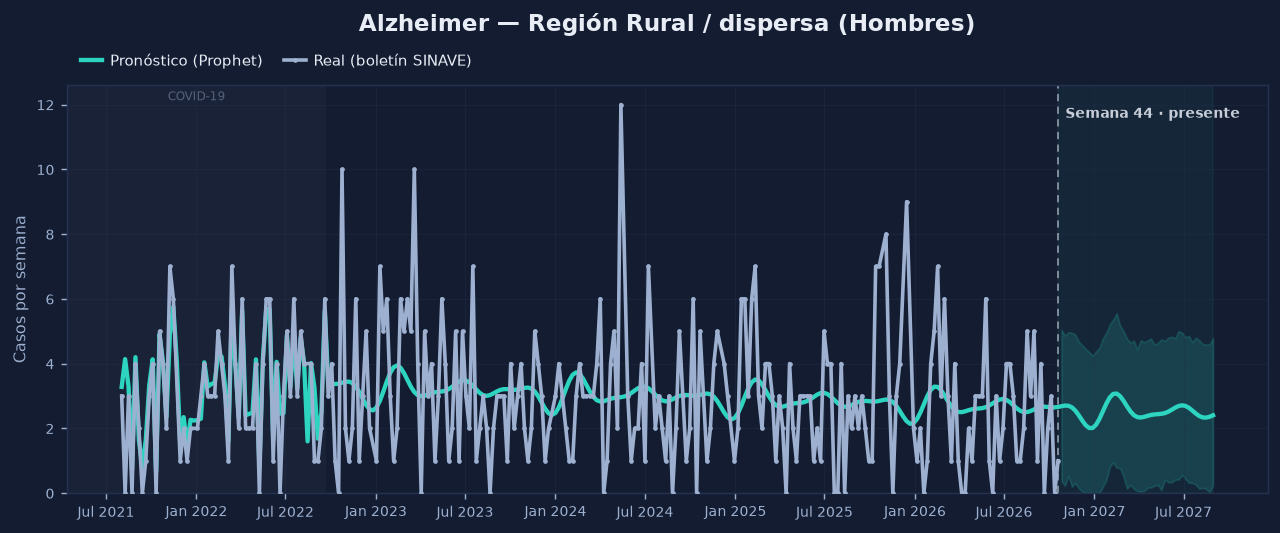 Alzheimer — Región Rural / dispersa (Hombres)
Pronóstico (Prophet)
Real (boletín SINAVE)
COVID-19
Semana 44 · presente
Casos por semana
12
10
8
6
4
2
0
Jul 2021
Jan 2022
Jul 2022
Jan 2023
Jul 2023
Jan 2024
Jul 2024
Jan 2025
Jul 2025
Jan 2026
Jul 2026
Jan 2027
Jul 2027